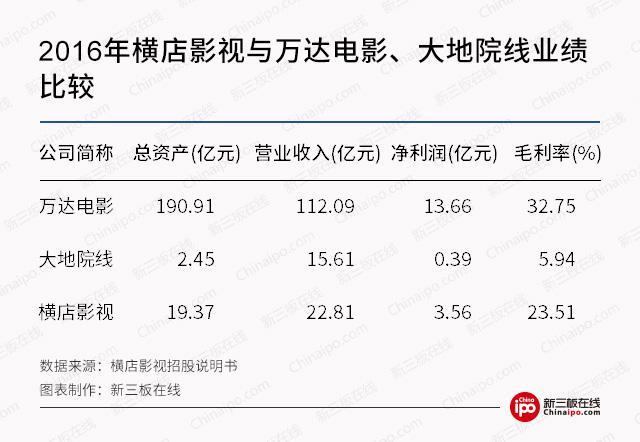 2016年横店影视与万达电影、大地院线业绩
比较
公司简称 总资产(亿元) 营业收入(亿元) 净利润(亿元) 毛利率(%)
万达电影 190.91 112.09 13.66 32.75
大地院线 2.45 15.61 0.39 5.94
横店影视 19.37 22.81 3.56 23.51
数据来源：横店影视招股说明书
图表制作：新三板在线
China
ipo
新三板在线
Chinaipo.com